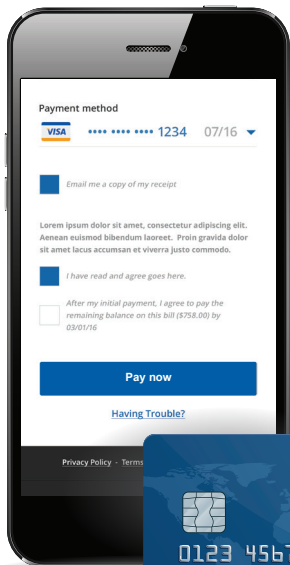 Payment method
VISA •••• •••• •••• 1234 07/16
Email me a copy of my receipt
Lorem ipsum dolor sit amet, consectetur adipiscing elit.
Aenean euismod bibendum laoreet. Proin gravida dolor
sit amet lacus accumsan et viverra justo commodo.
I have read and agree goes here.
After my initial payment, I agree to pay the
remaining balance on this bill ($758.00) by
03/01/16
Pay now
Having Trouble?
Privacy Policy - Terms
0123 4567